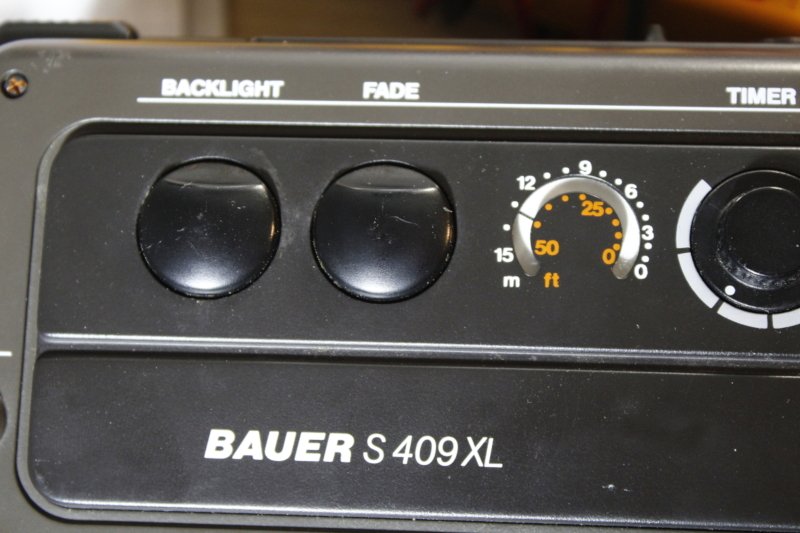 BACKLIGHT FADE TIMER
15 12 9 6 3 0
50 25 0
m ft
BAUER S 409 XL